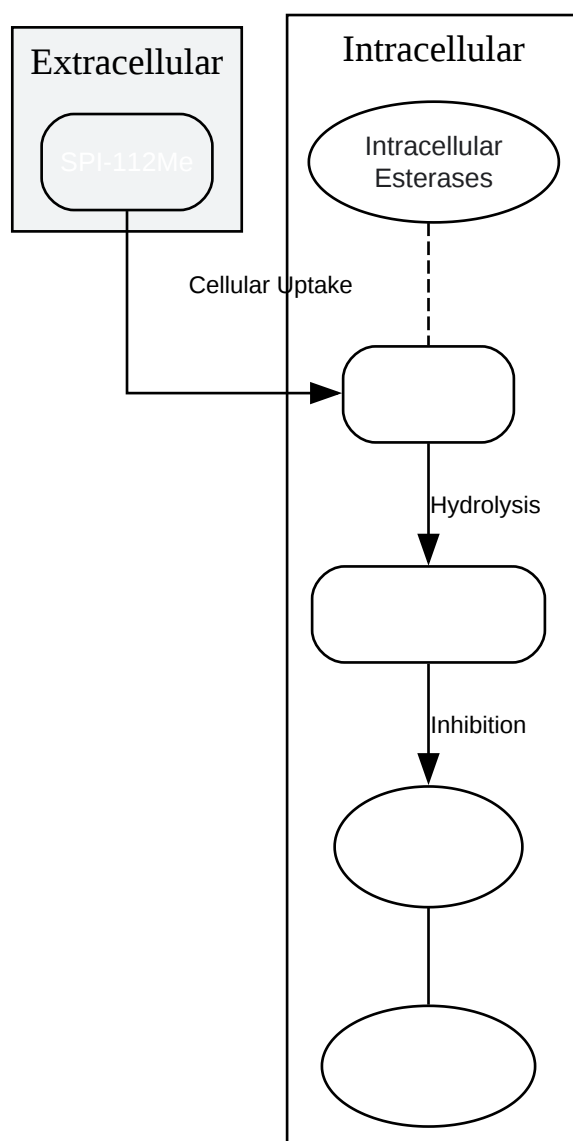 Extracellular
Intracellular
SPI-112Me
Intracellular
Esterases
Cellular Uptake
Hydrolysis
Inhibition